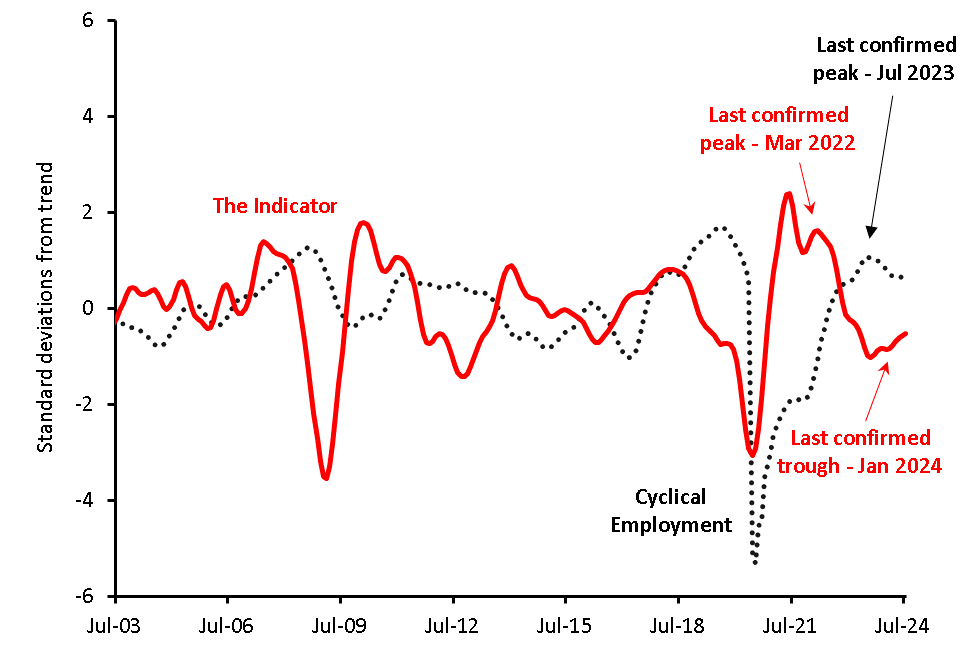 6
4
2
0
-2
-4
-6
Standard deviations from trend
The Indicator
Last confirmed
peak - Mar 2022
Last confirmed
peak - Jul 2023
Cyclical
Employment
Last confirmed
trough - Jan 2024
Jul-03
Jul-06
Jul-09
Jul-12
Jul-15
Jul-18
Jul-21
Jul-24